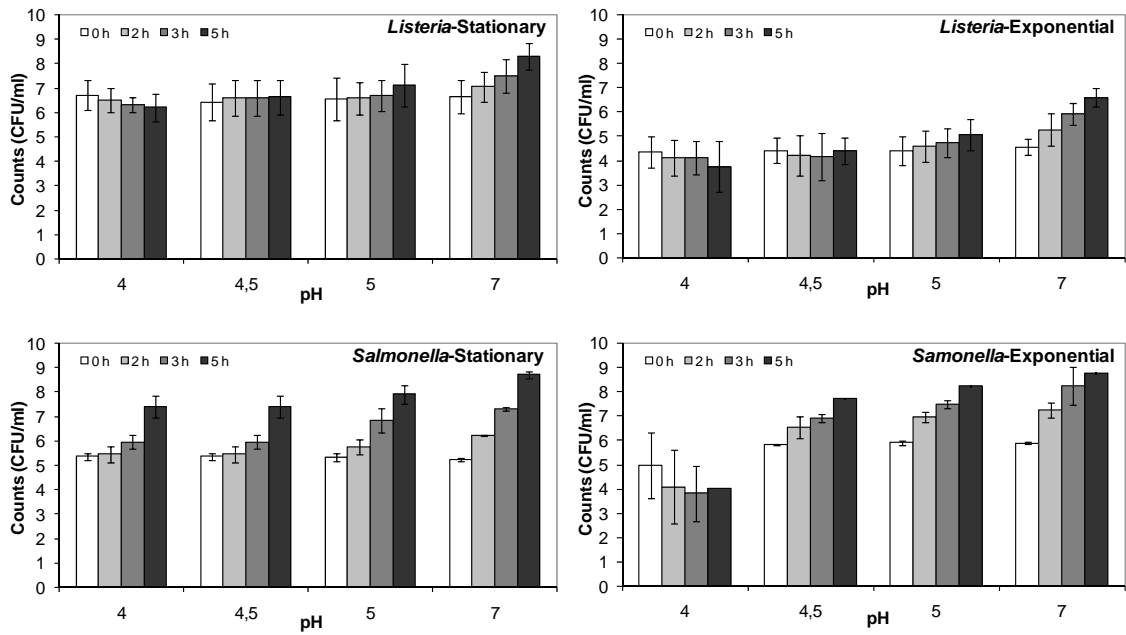 Listeria-Stationary
0 h 2 h 3 h 5 h
Counts (CFU/ml)
10
9
8
7
6
5
4
3
2
1
0
4 4,5 5 7
pH
Listeria-Exponential
0 h 2 h 3 h 5 h
Counts (CFU/ml)
10
9
8
7
6
5
4
3
2
1
0
4 4,5 5 7
pH
Salmonella-Stationary
0 h 2 h 3 h 5 h
Counts (CFU/ml)
10
9
8
7
6
5
4
3
2
1
0
4 4,5 5 7
pH
Samonella-Exponential
0 h 2 h 3 h 5 h
Counts (CFU/ml)
10
9
8
7
6
5
4
3
2
1
0
4 4,5 5 7
pH